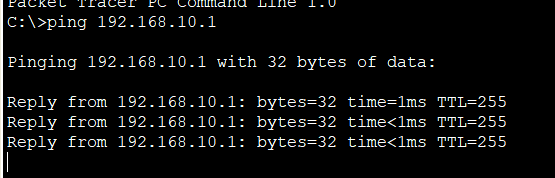 Packet Tracer PC Command Line 1.0
C:\>ping 192.168.10.1
Pinging 192.168.10.1 with 32 bytes of data:
Reply from 192.168.10.1: bytes=32 time=1ms TTL=255
Reply from 192.168.10.1: bytes=32 time<1ms TTL=255
Reply from 192.168.10.1: bytes=32 time<1ms TTL=255